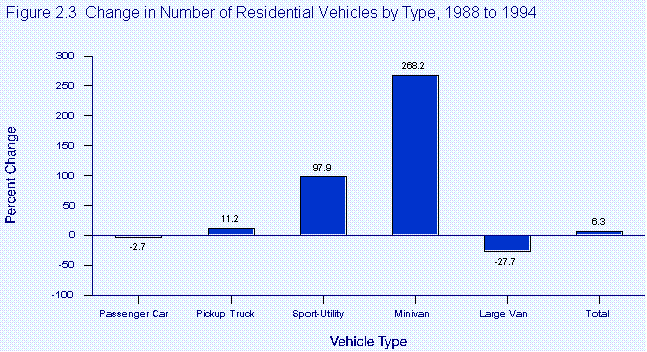 Figure 2.3 Change in Number of Residential Vehicles by Type, 1988 to 1994
Percent Change
300
250
200
150
100
50
0
-50
-100
-2.7
11.2
97.9
268.2
-27.7
6.3
Passenger Car
Pickup Truck
Sport-Utility
Minivan
Large Van
Total
Vehicle Type